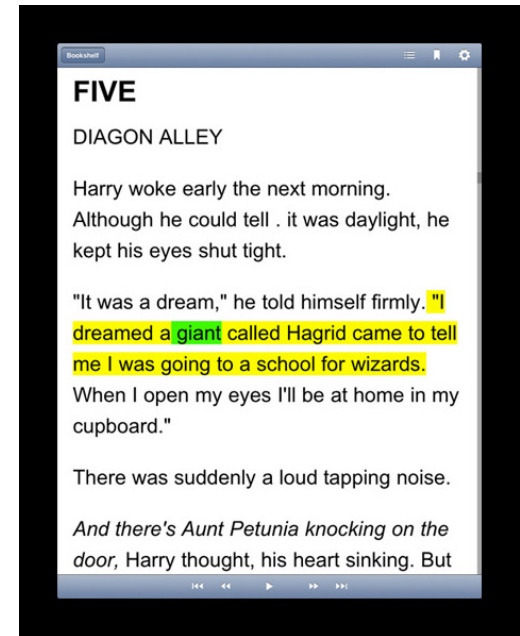 Bookshelf
FIVE
DIAGON ALLEY
Harry woke early the next morning.
Although he could tell . it was daylight, he
kept his eyes shut tight.
"It was a dream," he told himself firmly. "I
dreamed a giant called Hagrid came to tell
me I was going to a school for wizards.
When I open my eyes I'll be at home in my
cupboard."
There was suddenly a loud tapping noise.
And there's Aunt Petunia knocking on the
door, Harry thought, his heart sinking. But